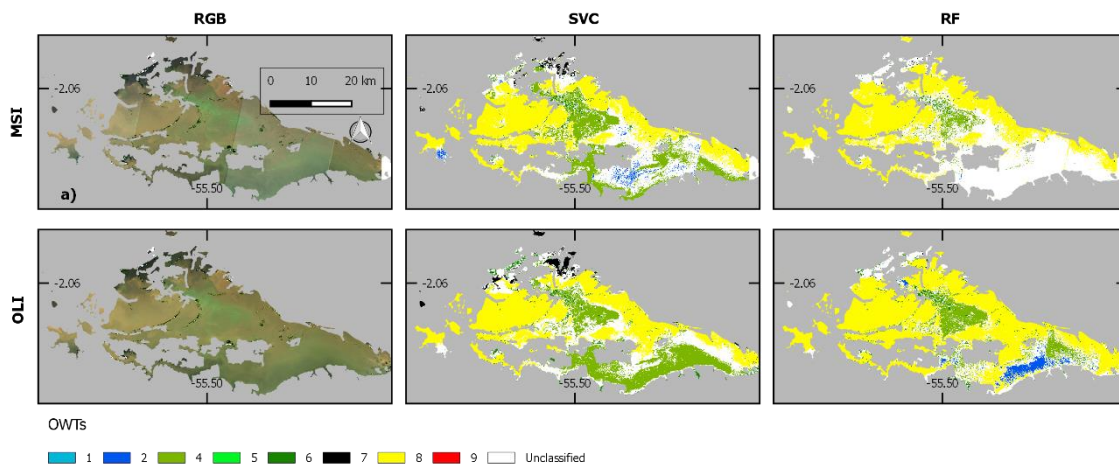 RGB SVC RF
MSI
0 10 20 km
-2.06 -2.06 -2.06
a)
-55.50 -55.50 -55.50
OLI
-2.06 -2.06 -2.06
-55.50 -55.50 -55.50
OWTs
1 2 4 5 6 7 8 9 Unclassified